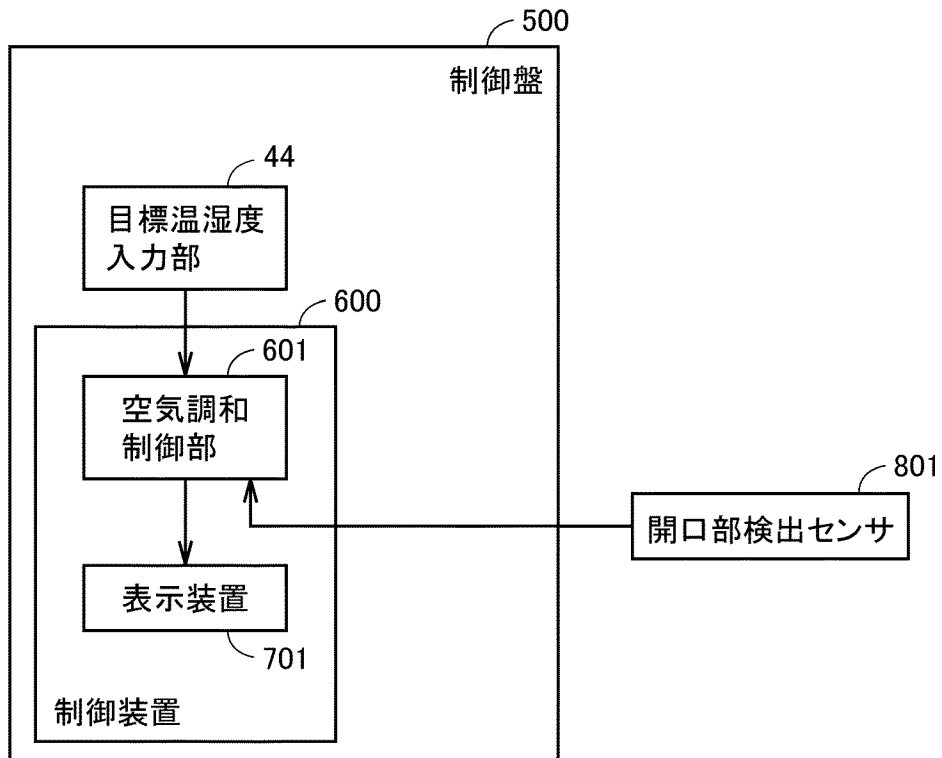 500
制御盤
44
目標温湿度
入力部
600
601
空気調和
制御部
801
開口部検出センサ
表示装置
701
制御装置